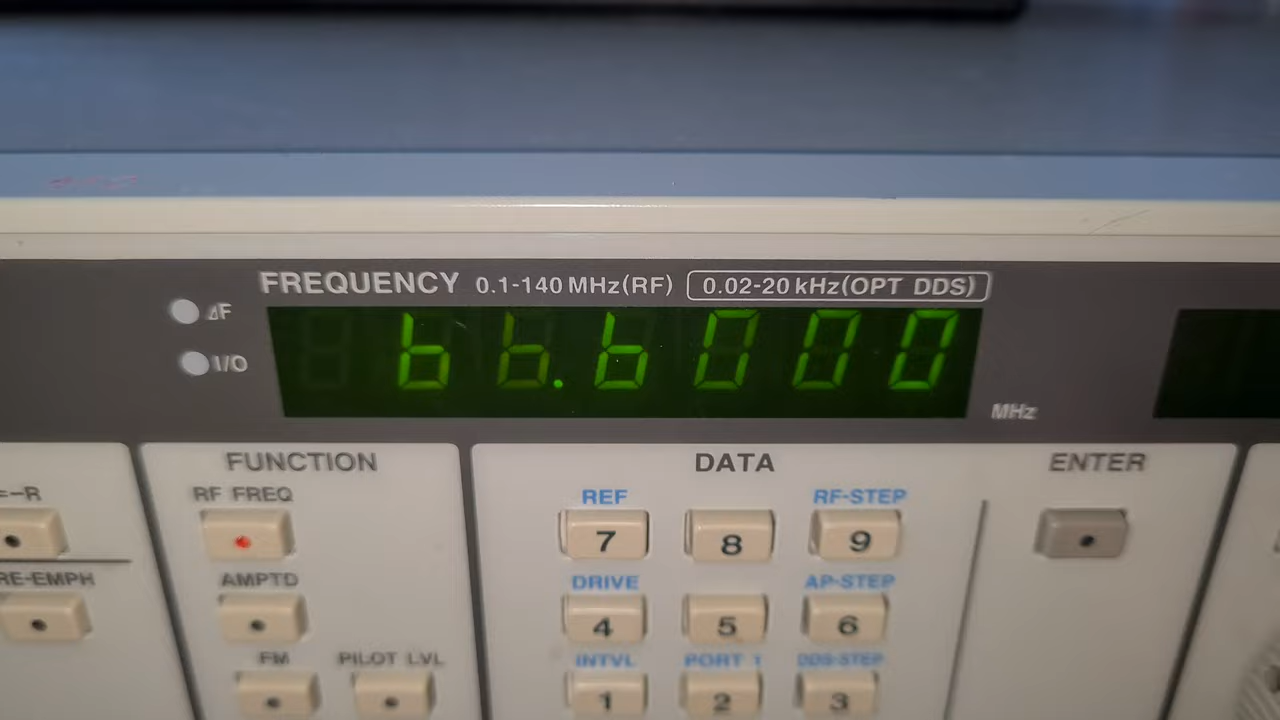 FREQUENCY 0.1-140 MHz(RF) 0.02-20 kHz(OPT DDS)
ΔF
I/O
66.6000
MHz
FUNCTION
DATA
ENTER
=-R
RF FREQ
REF
RF-STEP
7
8
9
RE-EMPH
AMPTD
DRIVE
AP-STEP
4
5
6
FM
PILOT LVL
INTVL
PORT 1
DDS-STEP
1
2
3